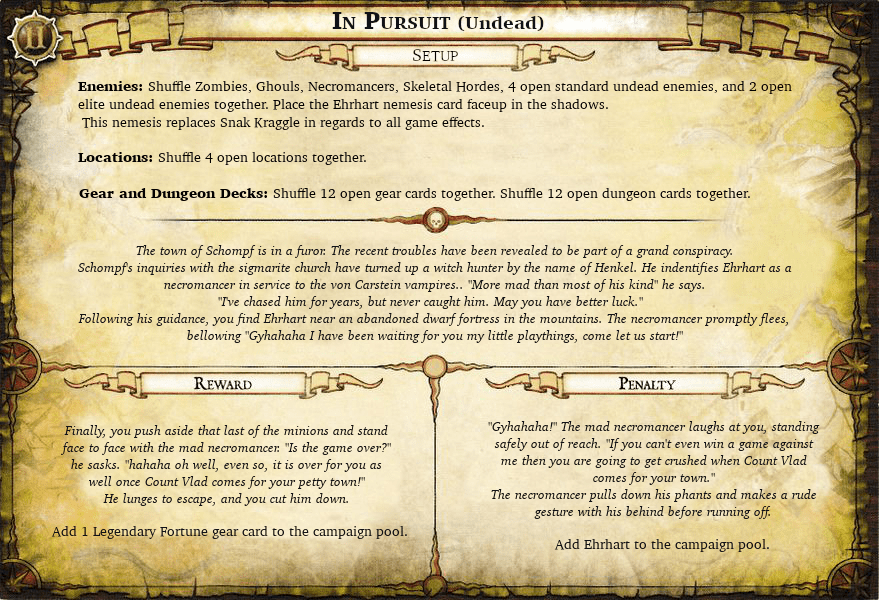 II
In Pursuit (Undead)
Setup
Enemies: Shuffle Zombies, Ghouls, Necromancers, Skeletal Hordes, 4 open standard undead enemies, and 2 open
elite undead enemies together. Place the Ehrhart nemesis card faceup in the shadows.
This nemesis replaces Snak Kraggle in regards to all game effects.
Locations: Shuffle 4 open locations together.
Gear and Dungeon Decks: Shuffle 12 open gear cards together. Shuffle 12 open dungeon cards together.
The town of Schompf is in a furor. The recent troubles have been revealed to be part of a grand conspiracy.
Schompf's inquiries with the sigmarite church have turned up a witch hunter by the name of Henkel. He indentifies Ehrhart as a
necromancer in service to the von Carstein vampires.. "More mad than most of his kind" he says.
"I've chased him for years, but never caught him. May you have better luck."
Following his guidance, you find Ehrhart near an abandoned dwarf fortress in the mountains. The necromancer promptly flees,
bellowing "Gyhahaha I have been waiting for you my little playthings, come let us start!"
Reward
Finally, you push aside that last of the minions and stand
face to face with the mad necromancer. "Is the game over?"
he sasks. "hahaha oh well, even so, it is over for you as
well once Count Vlad comes for your petty town!"
He lunges to escape, and you cut him down.
Add 1 Legendary Fortune gear card to the campaign pool.
Penalty
"Gyhahaha!" The mad necromancer laughs at you, standing
safely out of reach. "If you can't even win a game against
me then you are going to get crushed when Count Vlad
comes for your town."
The necromancer pulls down his phants and makes a rude
gesture with his behind before running off.
Add Ehrhart to the campaign pool.